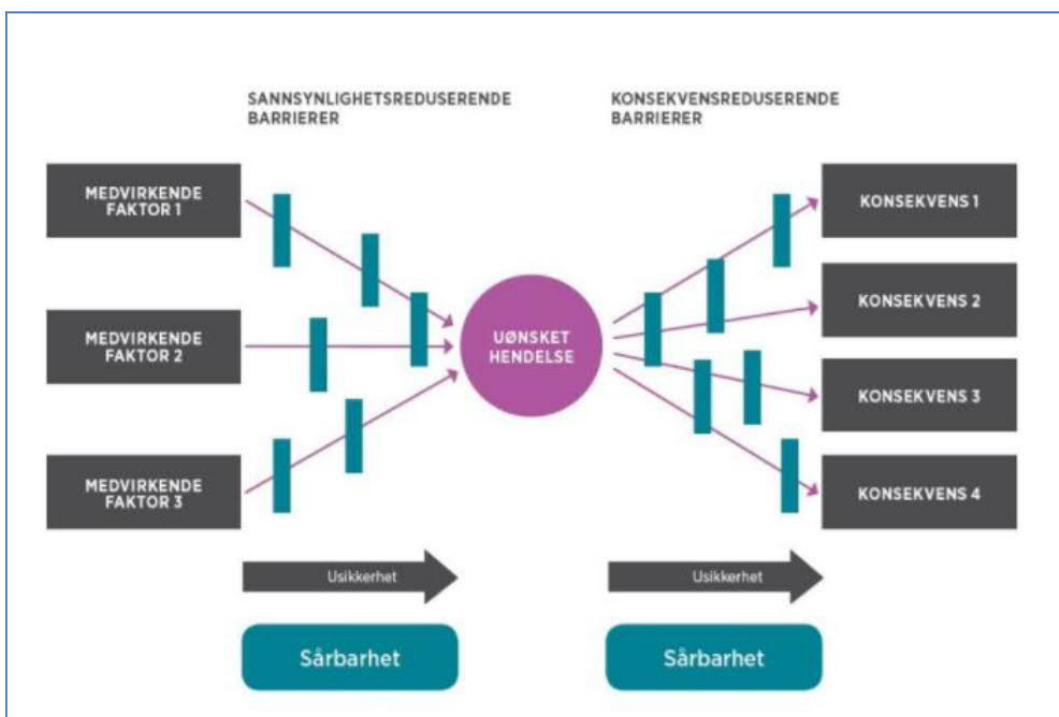 SANNSYNLIGHETSREDUSERENDE
BARRIERER
KONSEKVENSREDUSERENDE
BARRIERER
MEDVIRKENDE
FAKTOR 1
MEDVIRKENDE
FAKTOR 2
MEDVIRKENDE
FAKTOR 3
UØNSKET
HENDELSE
KONSEKVENS 1
KONSEKVENS 2
KONSEKVENS 3
KONSEKVENS 4
Usikkerhet
Usikkerhet
Sårbarhet
Sårbarhet